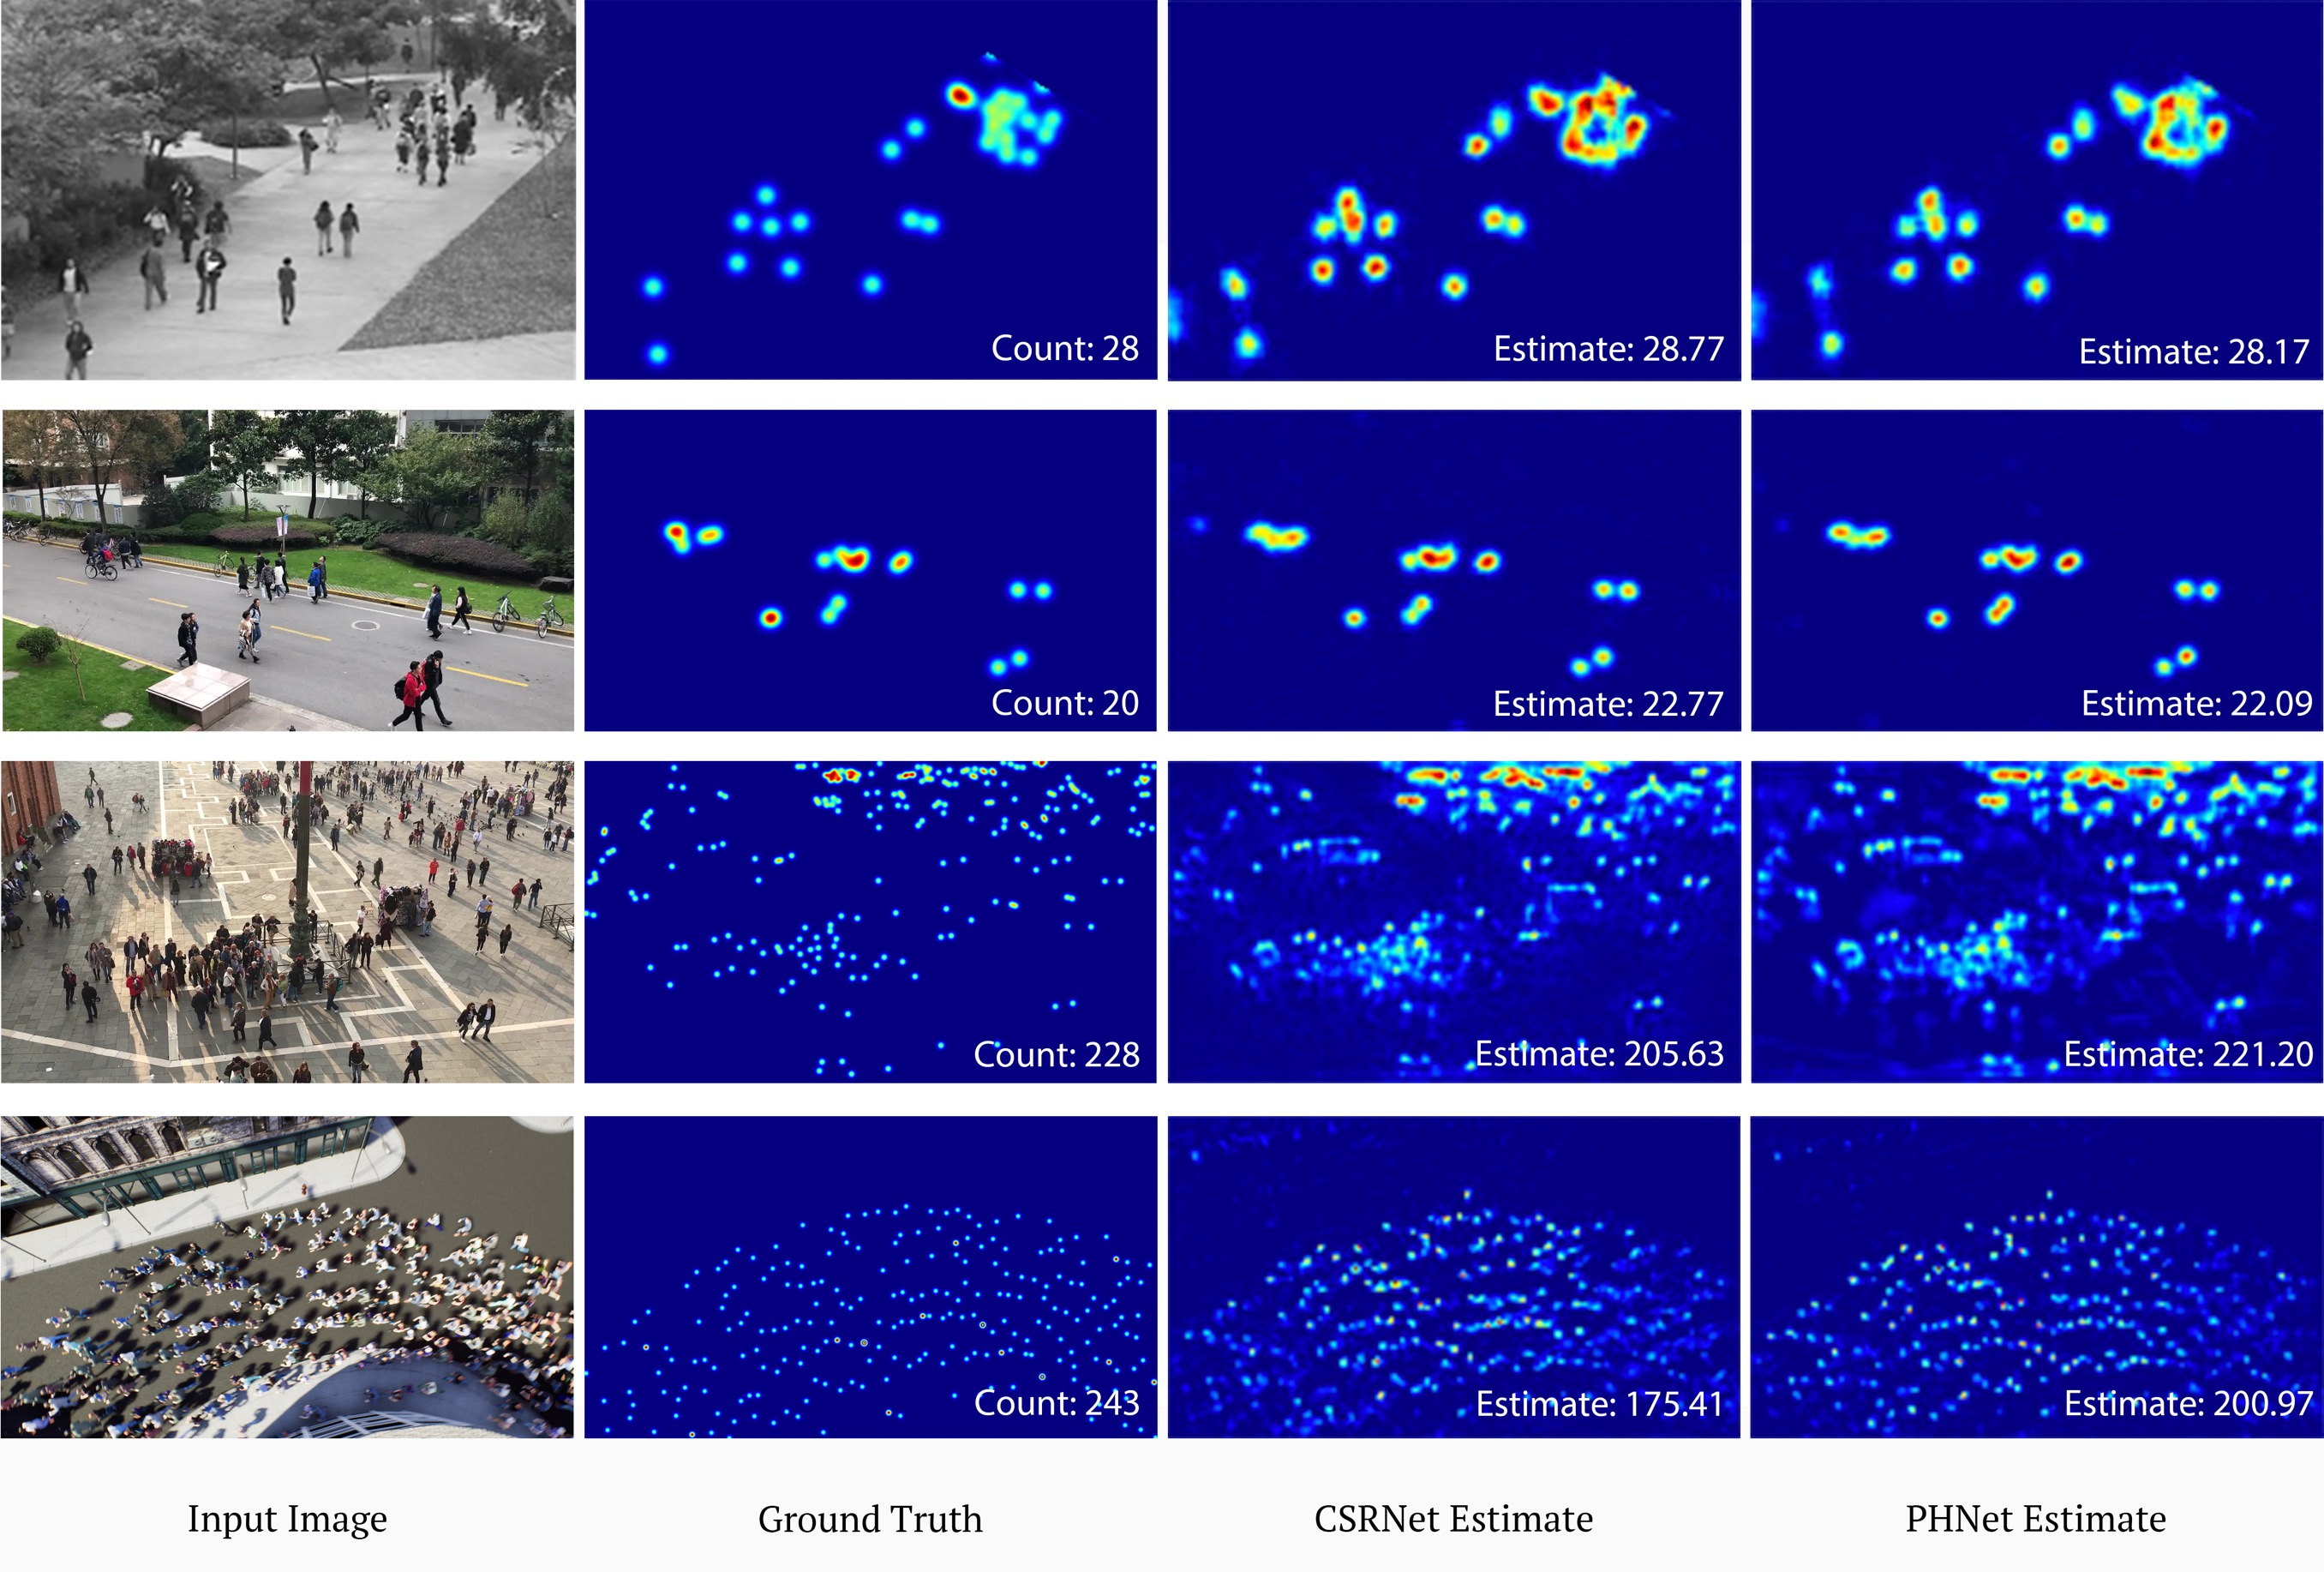 Count: 28
Estimate: 28.77
Estimate: 28.17
Count: 20
Estimate: 22.77
Estimate: 22.09
Count: 228
Estimate: 205.63
Estimate: 221.20
Count: 243
Estimate: 175.41
Estimate: 200.97
Input Image
Ground Truth
CSRNet Estimate
PHNet Estimate